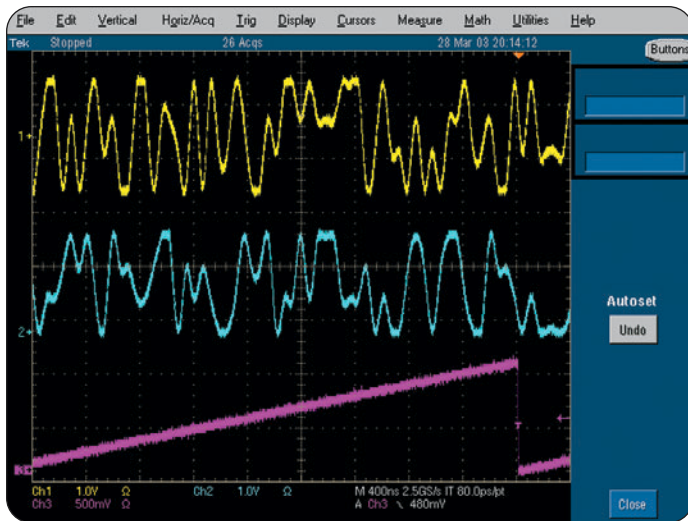 File Edit Vertical Horiz/Acq Trig Display Cursors Measure Math Utilities Help
Tek Stopped 26 Acqs 28 Mar 03 20:14:12
Buttons
1
2
3
T
Autoset
Undo
Ch1 1.0V Ω Ch2 1.0V Ω M 400ns 2.5GS/s IT 80.0ps/pt
Ch3 500mV Ω A Ch3 \ 480mV
Close